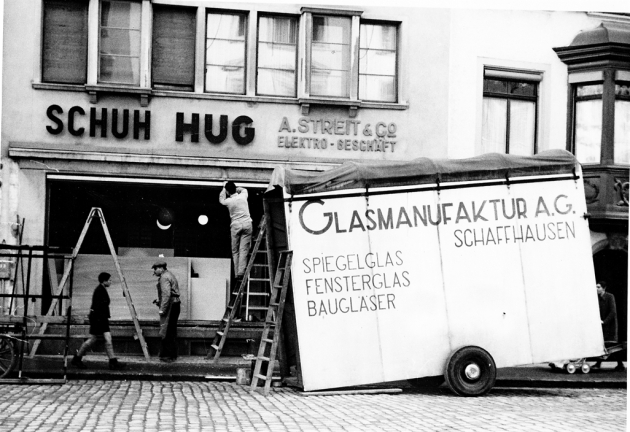 SCHUH HUG
A. STREIT & CO
ELEKTRO - GESCHÄFT
GLASMANUFAKTUR A.G.
SCHAFFHAUSEN
SPIEGELGLAS
FENSTERGLAS
BAUGLÄSER